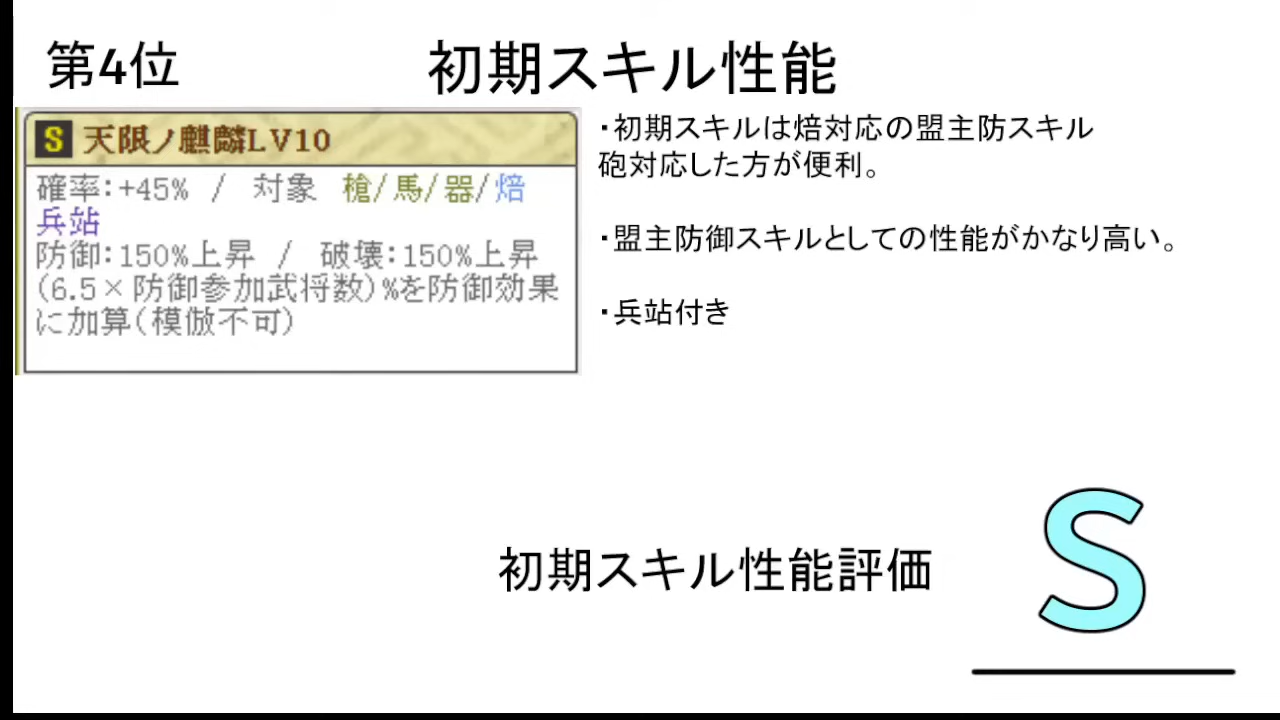 第4位
初期スキル性能
S 天限ノ麒麟LV10
確率:+45% / 対象 槍/馬/器/焙
兵站
防御:150%上昇 / 破壊:150%上昇
(6.5×防御参加武将数)%を防御効果
に加算(模倣不可)
・初期スキルは焙対応の盟主防スキル
砲対応した方が便利。
・盟主防御スキルとしての性能がかなり高い。
・兵站付き
初期スキル性能評価
S